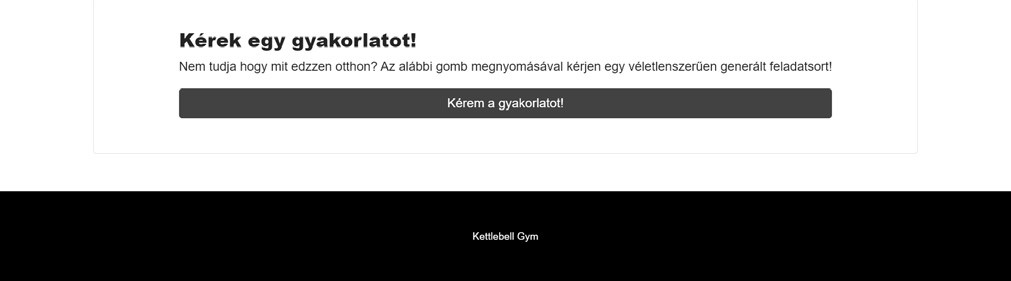 Kérek egy gyakorlatot!
Nem tudja hogy mit edzzen otthon? Az alábbi gomb megnyomásával kérjen egy véletlenszerűen generált feladatsort!
Kérem a gyakorlatot!
Kettlebell Gym